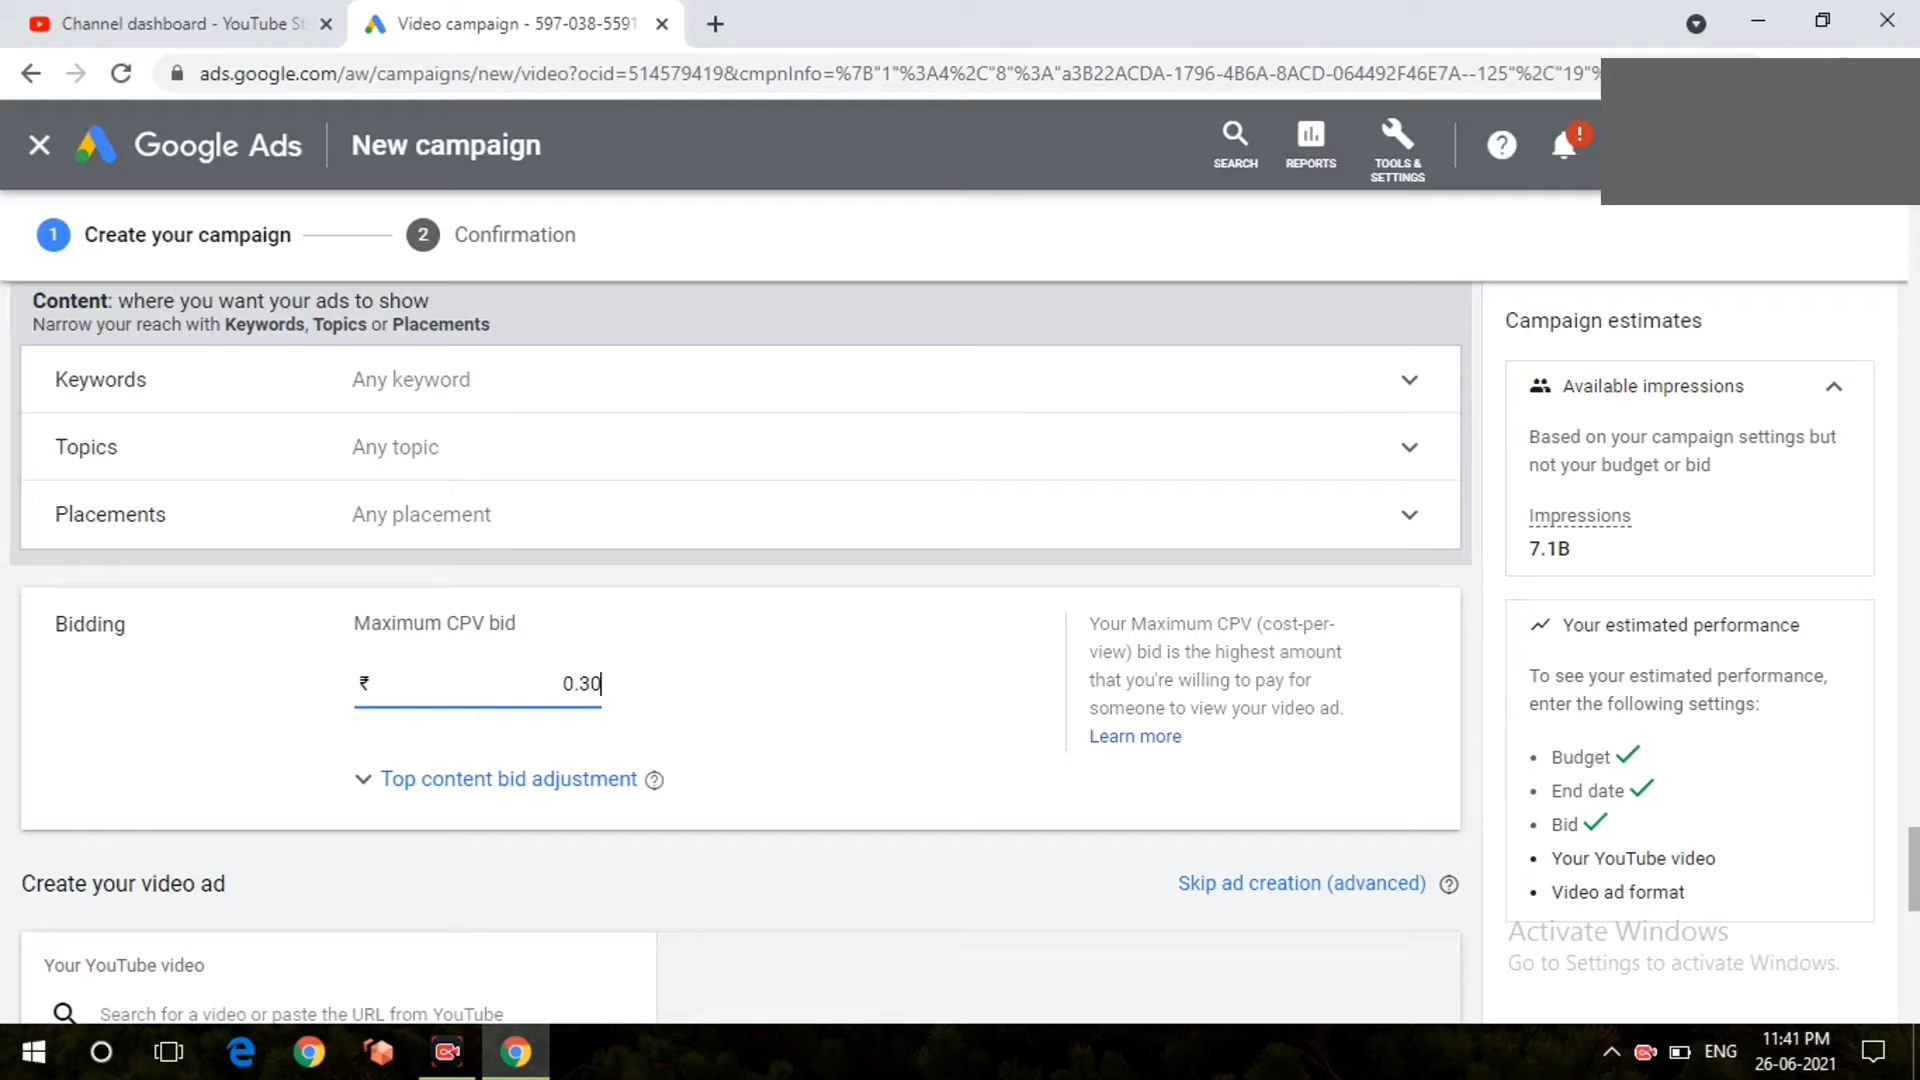 Channel dashboard - YouTube St
Video campaign - 597-038-5591
ads.google.com/aw/campaigns/new/video?ocid=514579419&cmpnInfo=%7B"1"%3A4%2C"8"%3A"a3B22ACDA-1796-4B6A-8ACD-064492F46E7A--125"%2C"19"%
Google Ads
New campaign
SEARCH
REPORTS
TOOLS &
SETTINGS
1 Create your campaign
2 Confirmation
Content: where you want your ads to show
Narrow your reach with Keywords, Topics or Placements
Keywords Any keyword
Topics Any topic
Placements Any placement
Bidding
Maximum CPV bid
₹ 0.30
Your Maximum CPV (cost-per-
view) bid is the highest amount
that you're willing to pay for
someone to view your video ad.
Learn more
Top content bid adjustment
Create your video ad
Skip ad creation (advanced)
Your YouTube video
Search for a video or paste the URL from YouTube
Campaign estimates
Available impressions
Based on your campaign settings but
not your budget or bid
Impressions
7.1B
Your estimated performance
To see your estimated performance,
enter the following settings:
• Budget
• End date
• Bid
• Your YouTube video
• Video ad format
Activate Windows
Go to Settings to activate Windows.
ENG
11:41 PM
26-06-2021